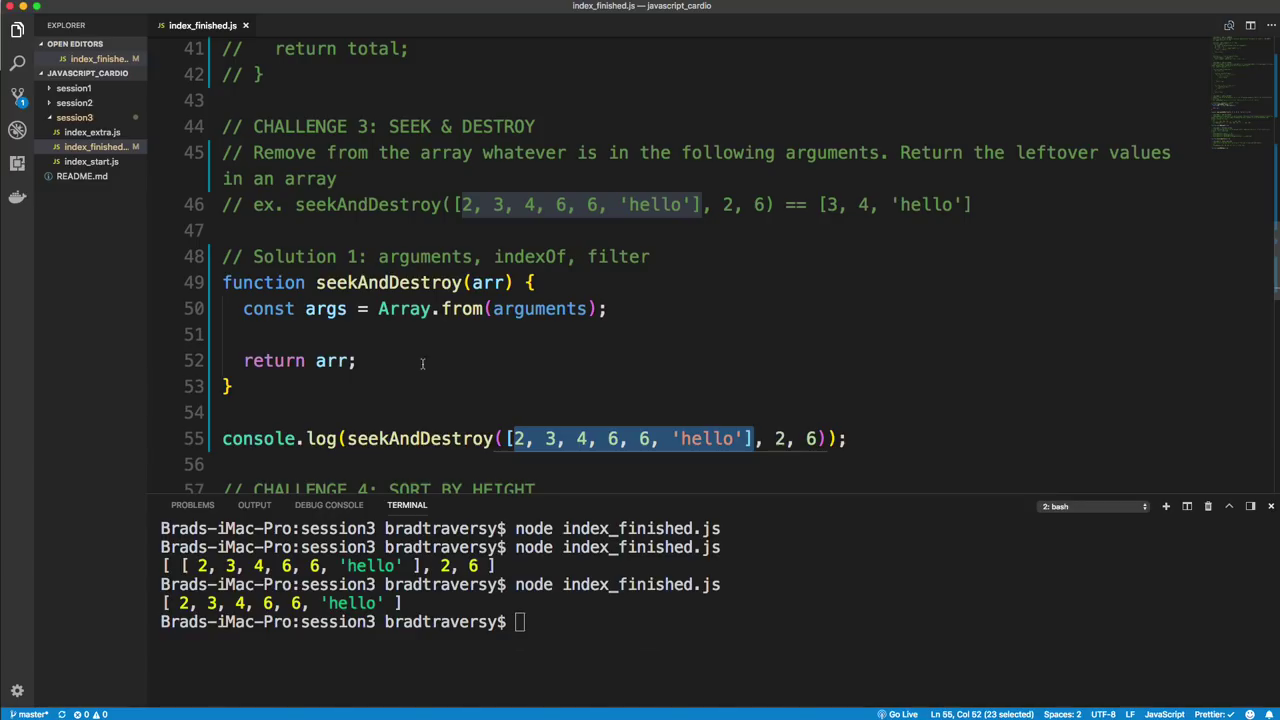 index_finished.js — javascript_cardio
EXPLORER
index_finished.js ×
OPEN EDITORS
index_finishe... M
JAVASCRIPT_CARDIO
session1
session2
session3
index_extra.js
index_finished... M
index_start.js
README.md
1
41 //   return total;
42 // }
43
44 // CHALLENGE 3: SEEK & DESTROY
45 // Remove from the array whatever is in the following arguments. Return the leftover values
in an array
46 // ex. seekAndDestroy([2, 3, 4, 6, 6, 'hello'], 2, 6) == [3, 4, 'hello']
47
48 // Solution 1: arguments, indexOf, filter
49 function seekAndDestroy(arr) {
50   const args = Array.from(arguments);
51
52   return arr;
53 }
54
55 console.log(seekAndDestroy([2, 3, 4, 6, 6, 'hello'], 2, 6));
56
57 // CHALLENGE 4: SORT BY HEIGHT
PROBLEMS OUTPUT DEBUG CONSOLE TERMINAL 2: bash
Brads-iMac-Pro:session3 bradtraversy$ node index_finished.js
Brads-iMac-Pro:session3 bradtraversy$ node index_finished.js
[ [ 2, 3, 4, 6, 6, 'hello' ], 2, 6 ]
Brads-iMac-Pro:session3 bradtraversy$ node index_finished.js
[ 2, 3, 4, 6, 6, 'hello' ]
Brads-iMac-Pro:session3 bradtraversy$
master* 0 0 Go Live Ln 55, Col 52 (23 selected) Spaces: 2 UTF-8 LF JavaScript Prettier: ✓